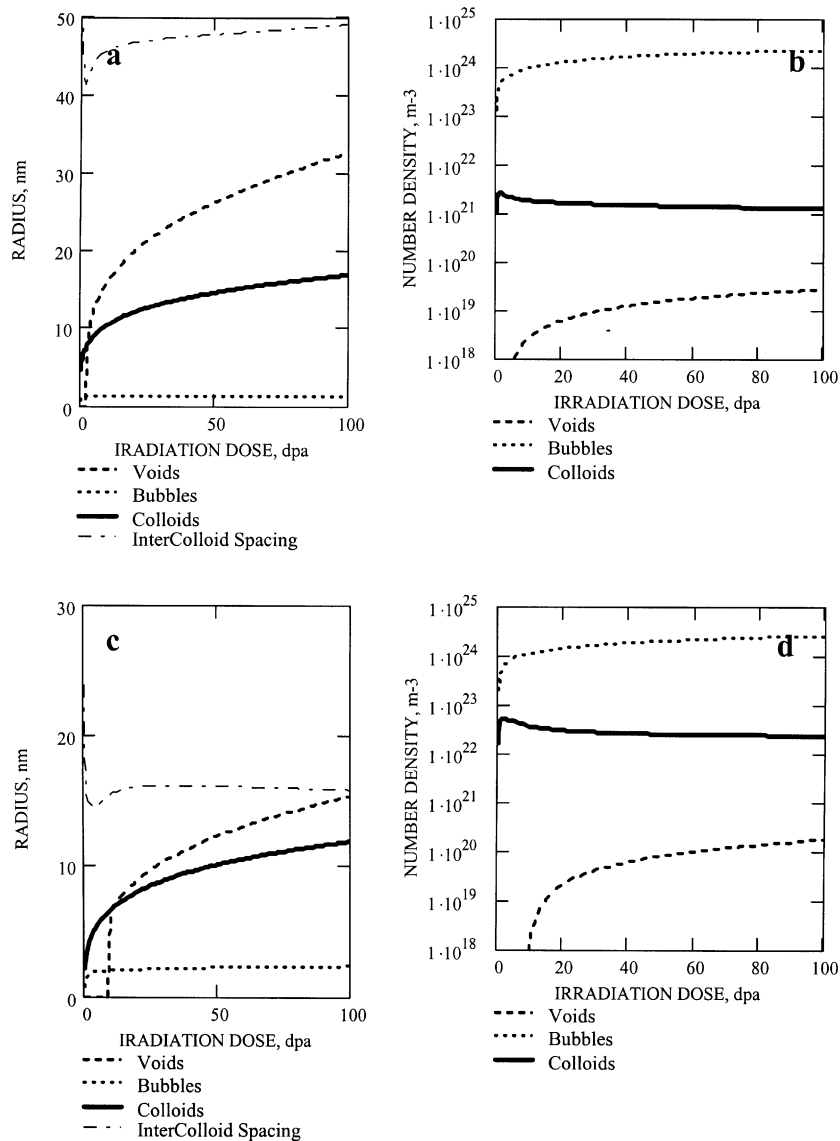 50
40
30
20
10
0
RADIUS, nm
a
0
50
100
IRADIATION DOSE, dpa
Voids
Bubbles
Colloids
InterColloid Spacing
1·10^25
1·10^24
1·10^23
1·10^22
1·10^21
1·10^20
1·10^19
1·10^18
NUMBER DENSITY, m-3
b
0 20 40 60 80 100
IRRADIATION DOSE, dpa
Voids
Bubbles
Colloids
30
20
10
0
RADIUS, nm
c
0
50
100
IRADIATION DOSE, dpa
Voids
Bubbles
Colloids
InterColloid Spacing
1·10^25
1·10^24
1·10^23
1·10^22
1·10^21
1·10^20
1·10^19
1·10^18
NUMBER DENSITY, m-3
d
0 20 40 60 80 100
IRRADIATION DOSE, dpa
Voids
Bubbles
Colloids